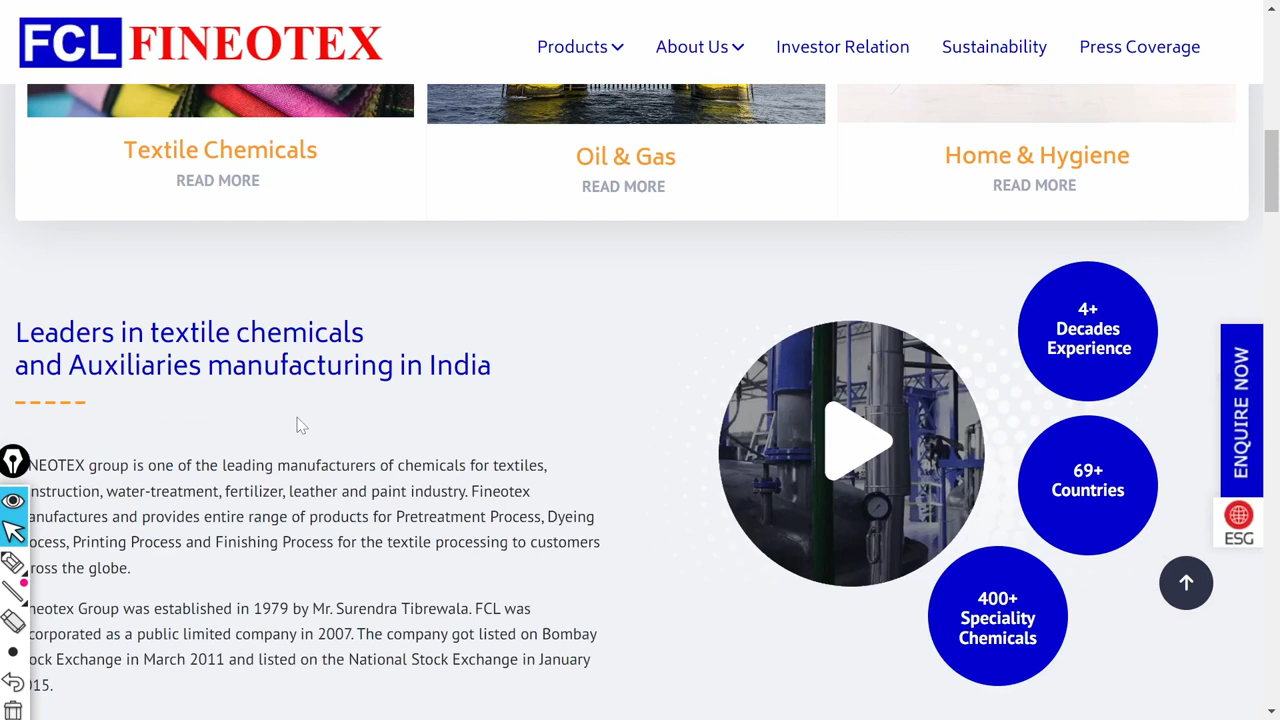 FCL FINEOTEX
Products About Us Investor Relation Sustainability Press Coverage
Textile Chemicals
READ MORE
Oil & Gas
READ MORE
Home & Hygiene
READ MORE
Leaders in textile chemicals
and Auxiliaries manufacturing in India
NEOTEX group is one of the leading manufacturers of chemicals for textiles,
nstruction, water-treatment, fertilizer, leather and paint industry. Fineotex
anufactures and provides entire range of products for Pretreatment Process, Dyeing
ocess, Printing Process and Finishing Process for the textile processing to customers
ross the globe.
neotex Group was established in 1979 by Mr. Surendra Tibrewala. FCL was
corporated as a public limited company in 2007. The company got listed on Bombay
ock Exchange in March 2011 and listed on the National Stock Exchange in January
015.
4+
Decades
Experience
69+
Countries
400+
Speciality
Chemicals
ENQUIRE NOW
ESG